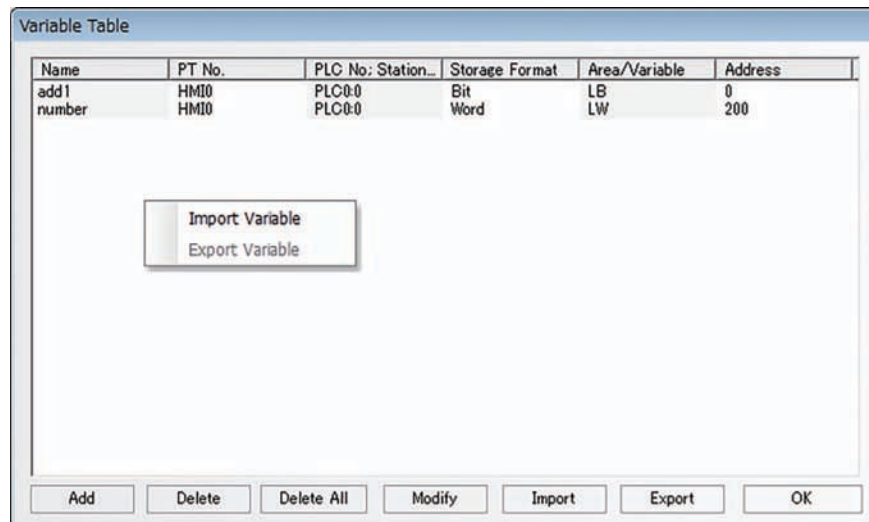 Variable Table
Name PT No. PLC No: Station... Storage Format Area/Variable Address
add1 HMI0 PLC0:0 Bit LB 0
number HMI0 PLC0:0 Word LW 200
Import Variable
Export Variable
Add Delete Delete All Modify Import Export OK